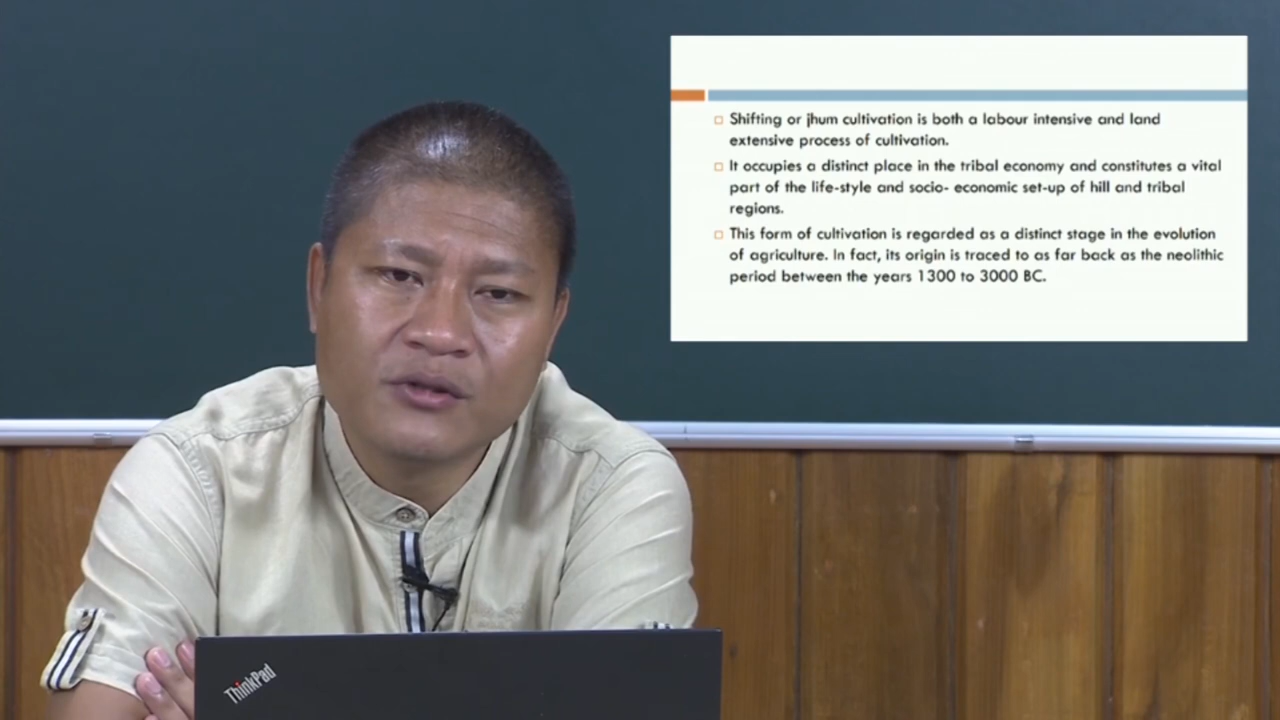 Shifting or jhum cultivation is both a labour intensive and land
extensive process of cultivation.
It occupies a distinct place in the tribal economy and constitutes a vital
part of the life-style and socio- economic set-up of hill and tribal
regions.
This form of cultivation is regarded as a distinct stage in the evolution
of agriculture. In fact, its origin is traced to as far back as the neolithic
period between the years 1300 to 3000 BC.
ThinkPad